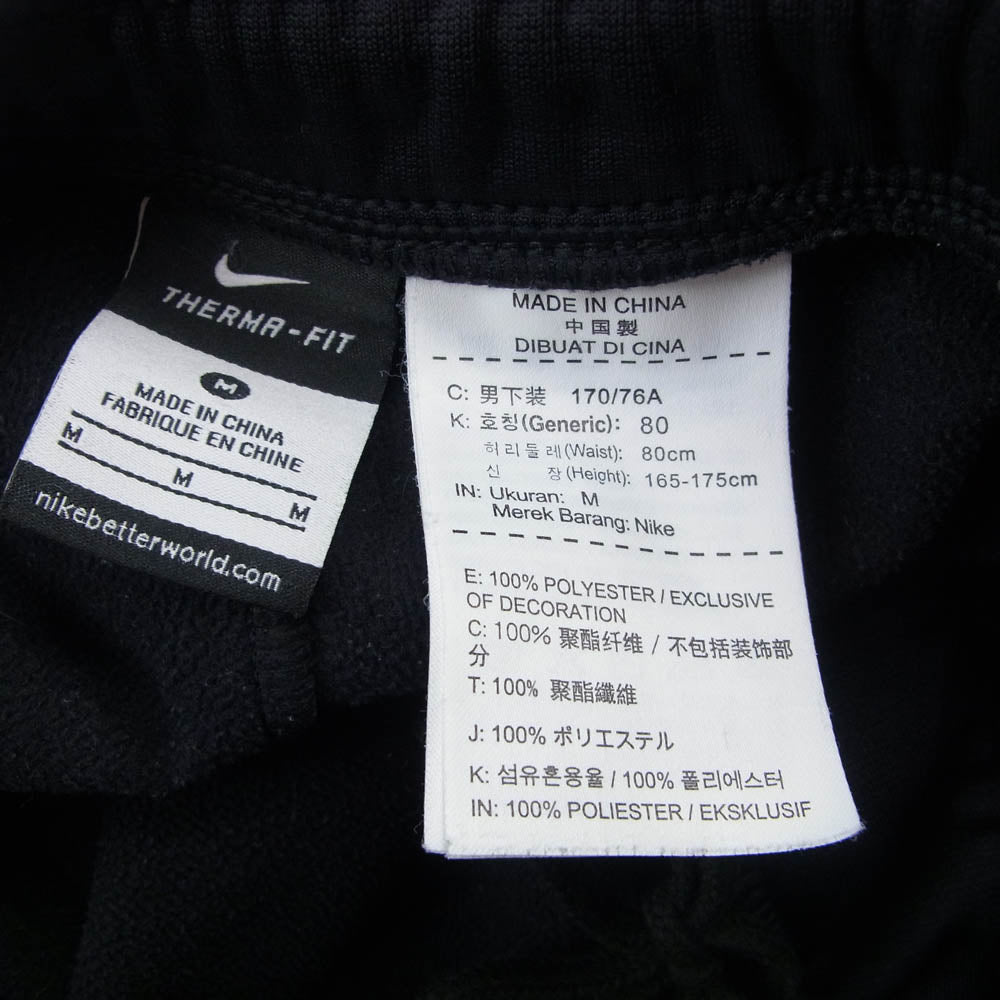 THERMA-FIT
M
MADE IN CHINA
FABRIQUE EN CHINE
M
M
M
nikebetterworld.com
MADE IN CHINA
中国製
DIBUAT DI CINA
C: 男下装 170/76A
K: 호칭(Generic): 80
허리둘레(Waist): 80cm
신 장(Height): 165-175cm
IN: Ukuran: M
Merek Barang: Nike
E: 100% POLYESTER / EXCLUSIVE
OF DECORATION
C: 100% 聚酯纤维 / 不包括装饰部
分
T: 100% 聚酯纖維
J: 100% ポリエステル
K: 섬유혼용율 / 100% 폴리에스터
IN: 100% POLIESTER / EKSKLUSIF